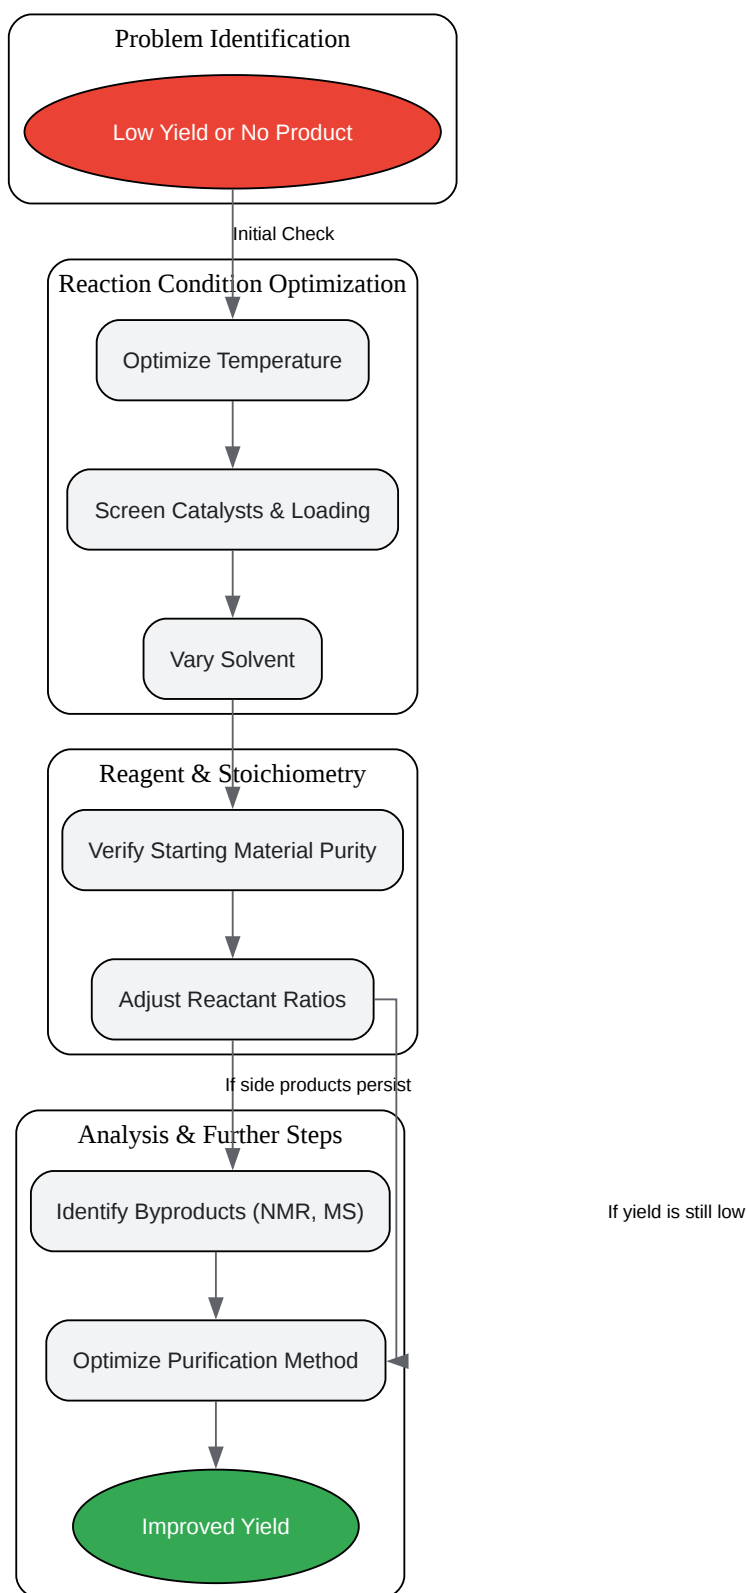 Problem Identification
Low Yield or No Product
Initial Check
Reaction Condition Optimization
Optimize Temperature
Screen Catalysts & Loading
Vary Solvent
Reagent & Stoichiometry
Verify Starting Material Purity
Adjust Reactant Ratios
If side products persist
Analysis & Further Steps
Identify Byproducts (NMR, MS)
If yield is still low
Optimize Purification Method
Improved Yield